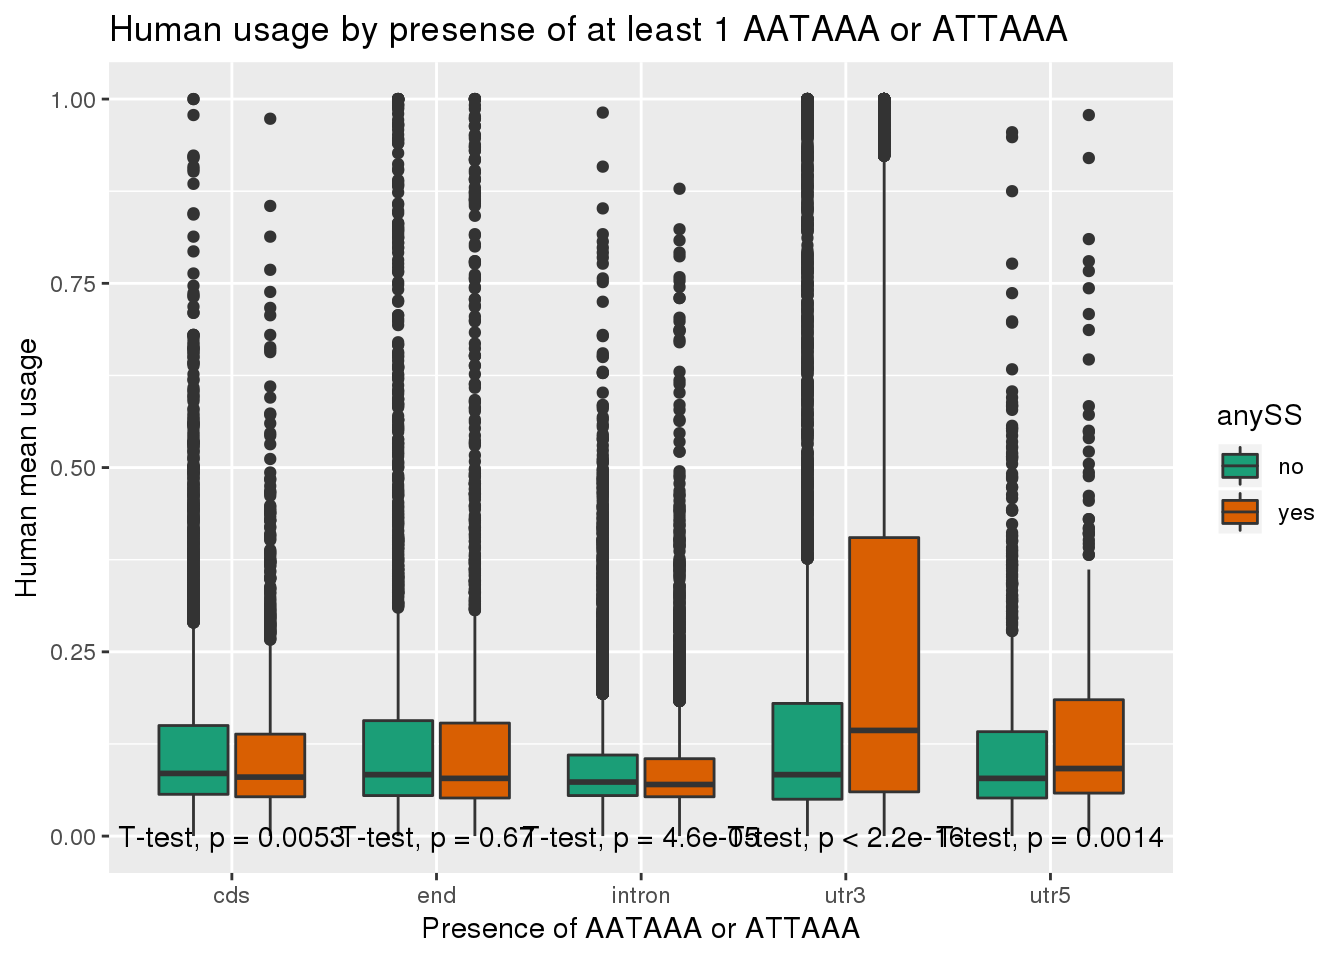 Human usage by presense of at least 1 AATAAA or ATTAAA
Human mean usage
1.00
0.75
0.50
0.25
0.00
T-test, p = 0.0053
T-test, p = 0.67
T-test, p = 4.6e-05
T-test, p < 2.2e-16
T-test, p = 0.0014
cds
end
intron
utr3
utr5
Presence of AATAAA or ATTAAA
anySS
no
yes